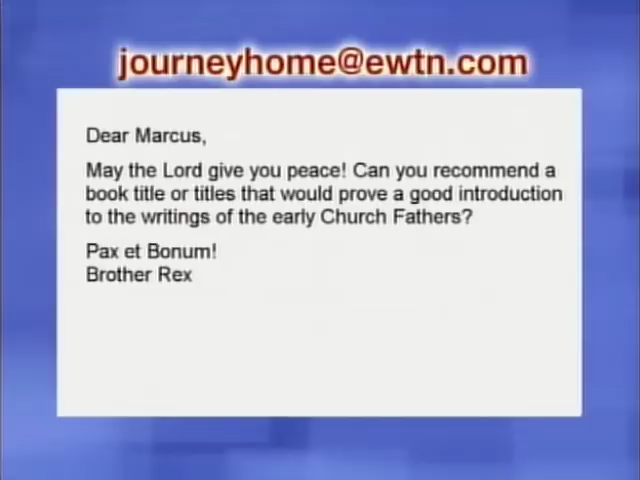 journeyhome@ewtn.com
Dear Marcus,
May the Lord give you peace! Can you recommend a
book title or titles that would prove a good introduction
to the writings of the early Church Fathers?
Pax et Bonum!
Brother Rex